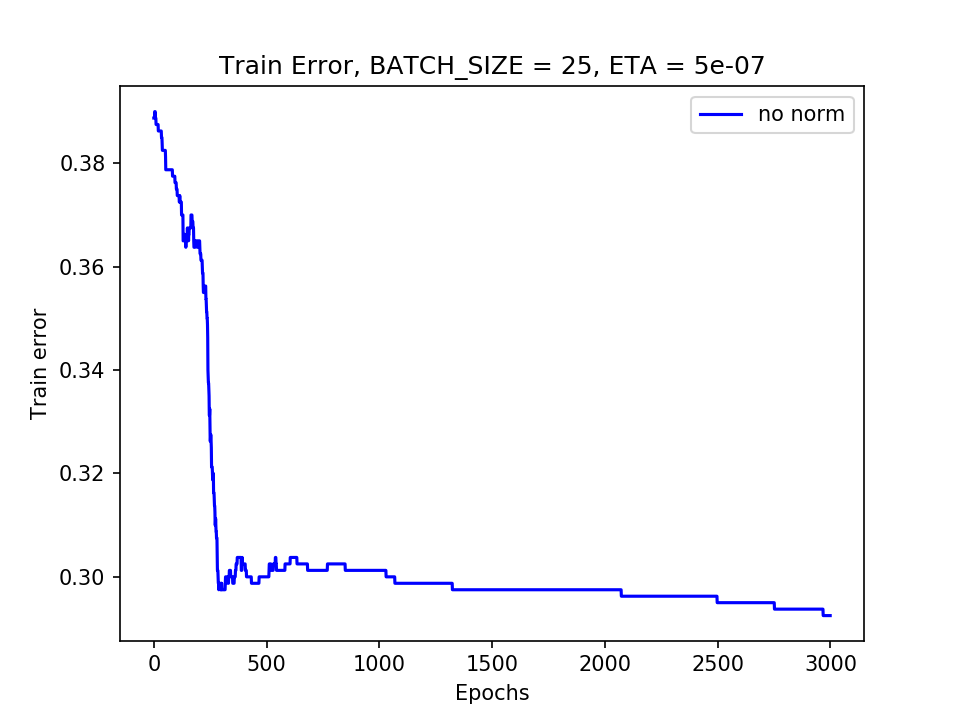 Train Error, BATCH_SIZE = 25, ETA = 5e-07
no norm
Train error
0.38
0.36
0.34
0.32
0.30
0 500 1000 1500 2000 2500 3000
Epochs